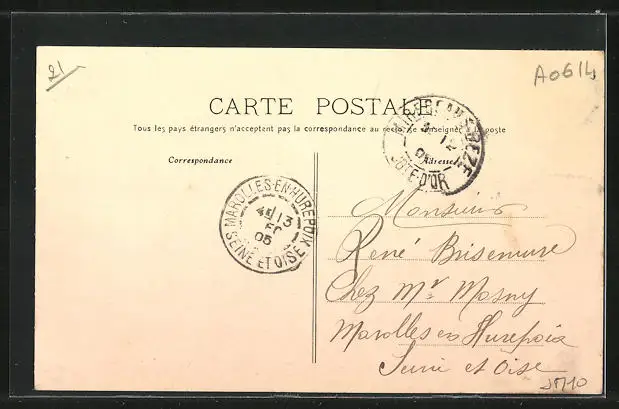 21
A0614
CARTE POSTALE
Tous les pays étrangers n'acceptent pas la correspondance au recto. Se renseigner à la poste
Correspondance
Adresse
CÔTE-D'OR
12
MAROLLES-EN-HUREPOIX
13
05
SEINE ET OISE
Monsieur
René Brisemure
Chez Mr Masny
Marolles en Hurepoix
Seine et Oise